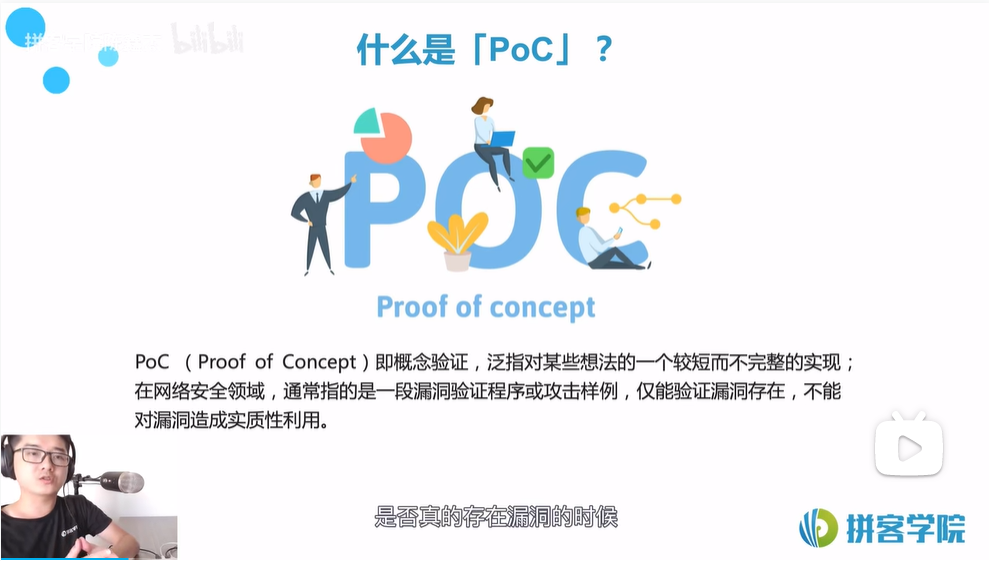 bilibili
什么是「PoC」？
POC
Proof of concept
PoC （Proof of Concept）即概念验证，泛指对某些想法的一个较短而不完整的实现；
在网络安全领域，通常指的是一段漏洞验证程序或攻击样例，仅能验证漏洞存在，不能
对漏洞造成实质性利用。
是否真的存在漏洞的时候
拼客学院